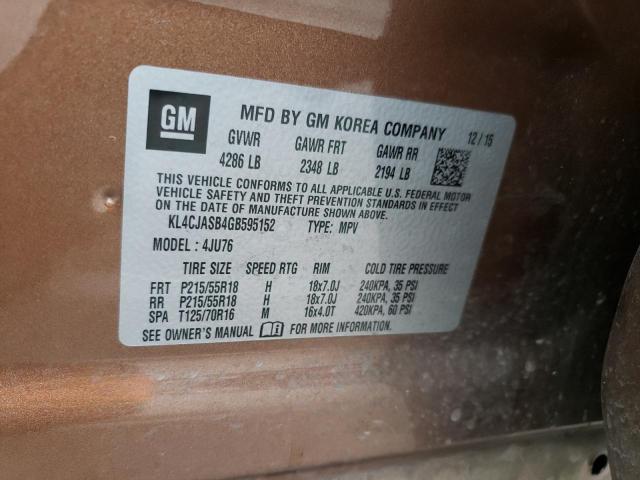 GM
MFD BY GM KOREA COMPANY 12/15
GVWR GAWR FRT GAWR RR
4286 LB 2348 LB 2194 LB
THIS VEHICLE CONFORMS TO ALL APPLICABLE U.S. FEDERAL MOTOR
VEHICLE SAFETY AND THEFT PREVENTION STANDARDS IN EFFECT
ON THE DATE OF MANUFACTURE SHOWN ABOVE.
KL4CJASB4GB595152 TYPE: MPV
MODEL: 4JU76
TIRE SIZE SPEED RTG RIM COLD TIRE PRESSURE
FRT P215/55R18 H 18x7.0J 240KPA, 35 PSI
RR P215/55R18 H 18x7.0J 240KPA, 35 PSI
SPA T125/70R16 M 16x4.0T 420KPA, 60 PSI
SEE OWNER'S MANUAL FOR MORE INFORMATION.